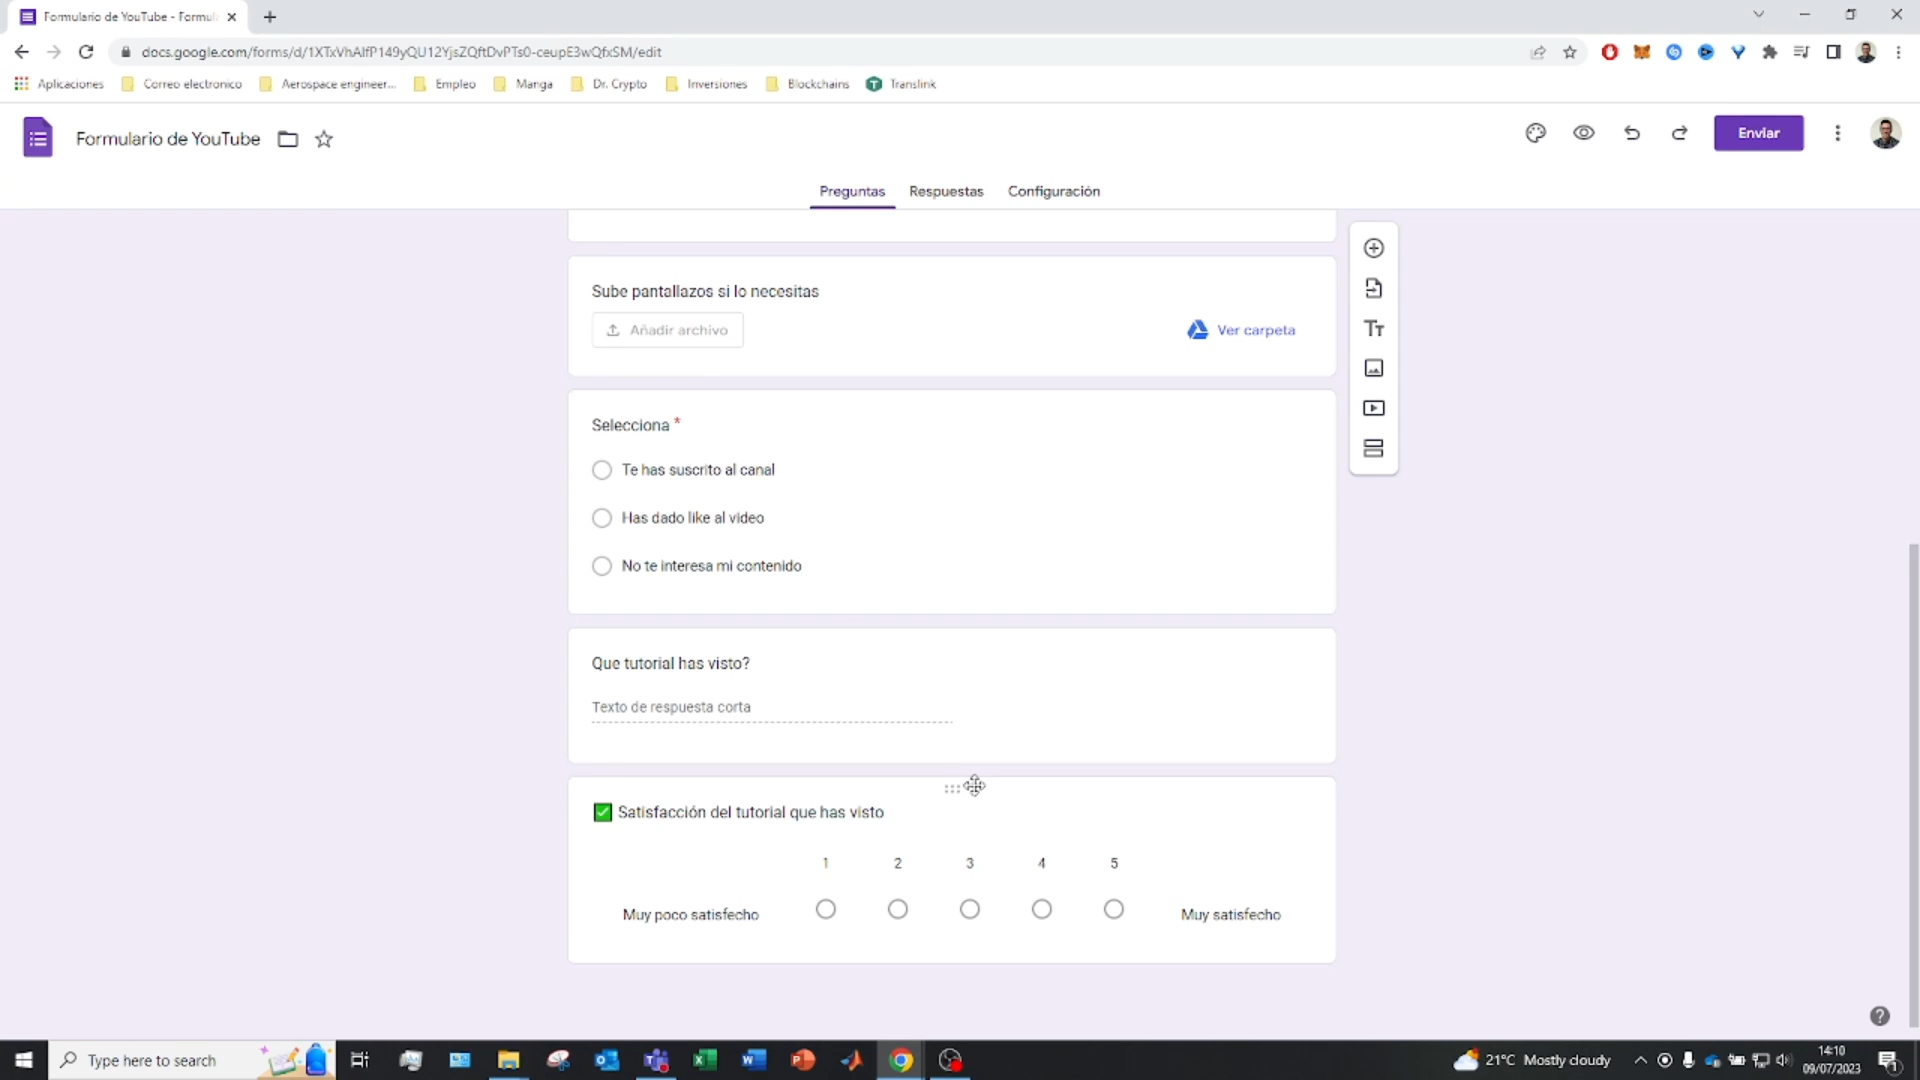 Formulario de YouTube - Formul
docs.google.com/forms/d/1XTxVhAIfP149yQU12YjsZQftDvPTs0-ceupE3wQfxSM/edit
Aplicaciones
Correo electronico
Aerospace engineer...
Empleo
Manga
Dr. Crypto
Inversiones
Blockchains
Translink
Formulario de YouTube
Enviar
Preguntas
Respuestas
Configuración
Sube pantallazos si lo necesitas
Añadir archivo
Ver carpeta
Selecciona *
Te has suscrito al canal
Has dado like al video
No te interesa mi contenido
Que tutorial has visto?
Texto de respuesta corta
Satisfacción del tutorial que has visto
1 2 3 4 5
Muy poco satisfecho
Muy satisfecho
Type here to search
21°C Mostly cloudy
14:10
09/07/2023